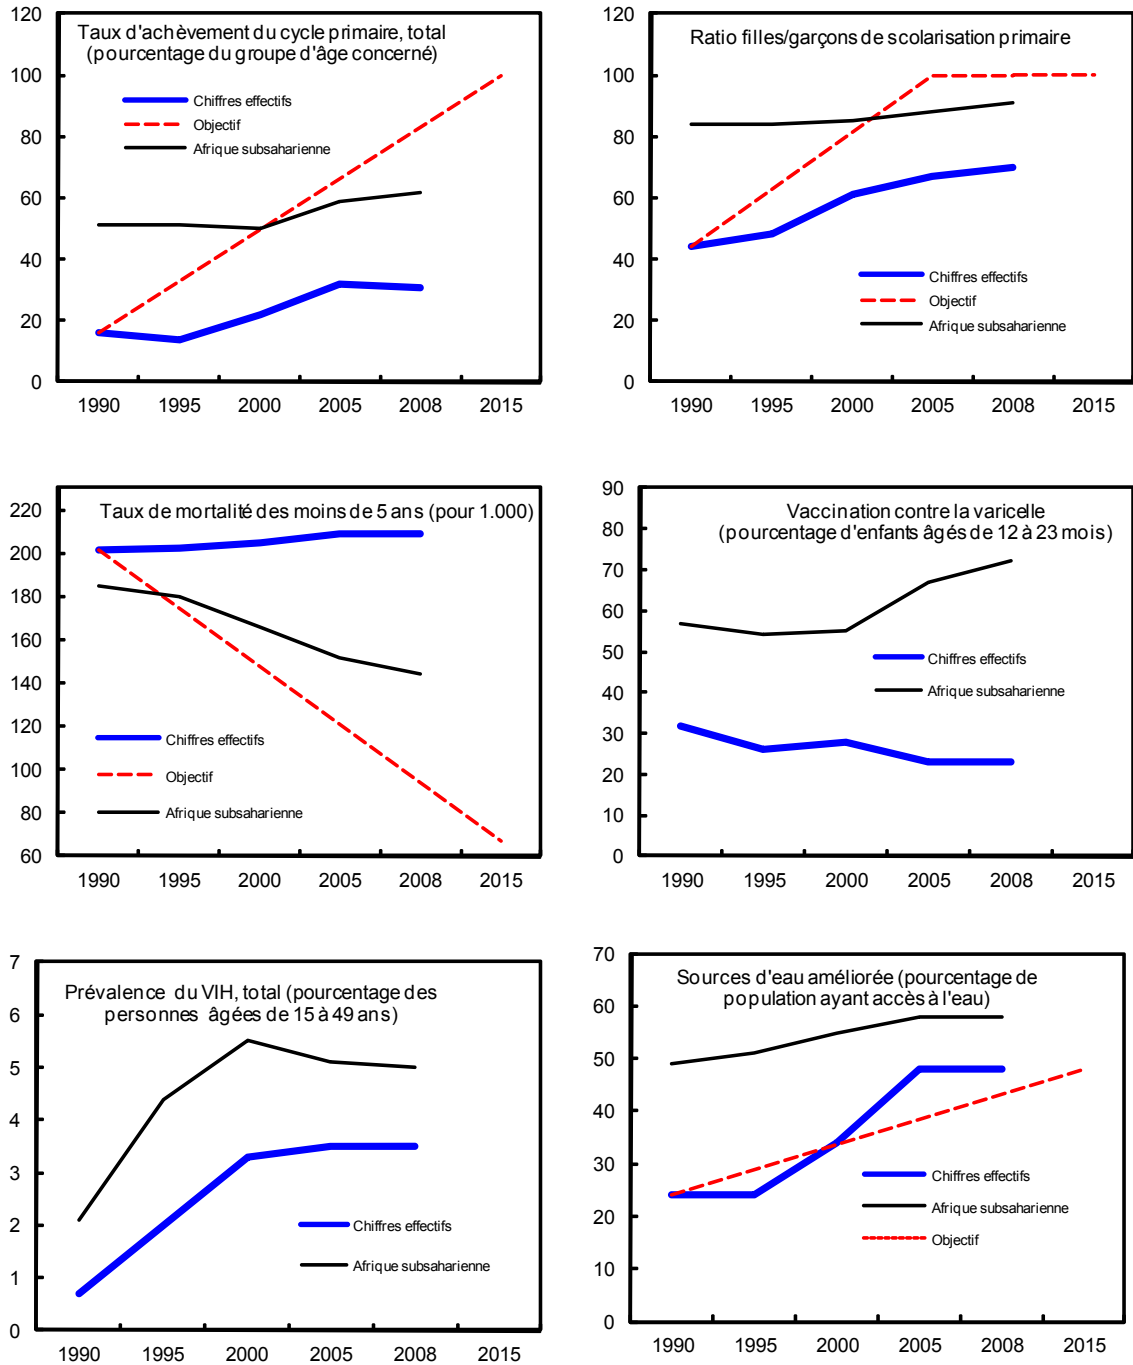 Taux d'achèvement du cycle primaire, total
(pourcentage du groupe d'âge concerné)
120
100
80
60
40
20
0
Chiffres effectifs
Objectif
Afrique subsaharienne
1990 1995 2000 2005 2008 2015
Ratio filles/garçons de scolarisation primaire
120
100
80
60
40
20
0
Chiffres effectifs
Objectif
Afrique subsaharienne
1990 1995 2000 2005 2008 2015
Taux de mortalité des moins de 5 ans (pour 1.000)
220
200
180
160
140
120
100
80
60
Chiffres effectifs
Objectif
Afrique subsaharienne
1990 1995 2000 2005 2008 2015
Vaccination contre la varicelle
(pourcentage d'enfants âgés de 12 à 23 mois)
90
80
70
60
50
40
30
20
10
0
Chiffres effectifs
Afrique subsaharienne
1990 1995 2000 2005 2008 2015
Prévalence du VIH, total (pourcentage des
personnes âgées de 15 à 49 ans)
7
6
5
4
3
2
1
0
Chiffres effectifs
Afrique subsaharienne
1990 1995 2000 2005 2008 2015
Sources d'eau améliorée (pourcentage de
population ayant accès à l'eau)
70
60
50
40
30
20
10
0
Chiffres effectifs
Afrique subsaharienne
Objectif
1990 1995 2000 2005 2008 2015